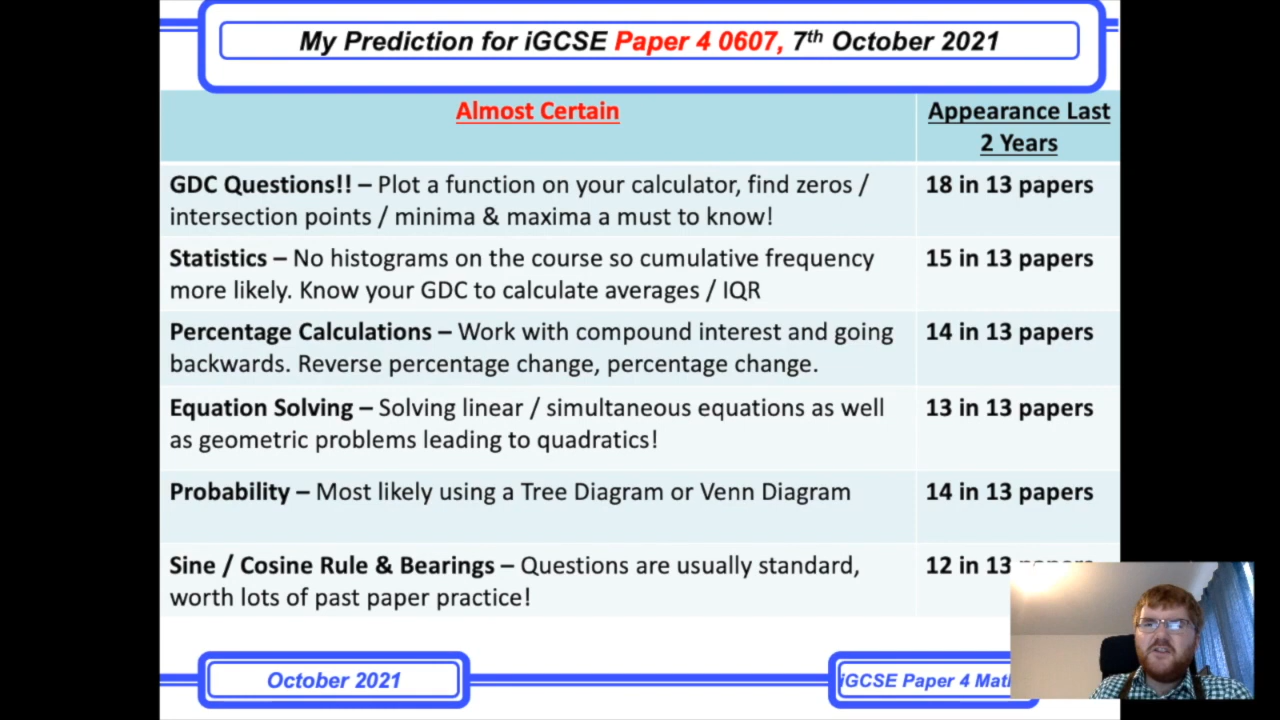 My Prediction for iGCSE Paper 4 0607, 7th October 2021
Almost Certain
Appearance Last
2 Years
GDC Questions!! – Plot a function on your calculator, find zeros /
intersection points / minima & maxima a must to know!
18 in 13 papers
Statistics – No histograms on the course so cumulative frequency
more likely. Know your GDC to calculate averages / IQR
15 in 13 papers
Percentage Calculations – Work with compound interest and going
backwards. Reverse percentage change, percentage change.
14 in 13 papers
Equation Solving – Solving linear / simultaneous equations as well
as geometric problems leading to quadratics!
13 in 13 papers
Probability – Most likely using a Tree Diagram or Venn Diagram
14 in 13 papers
Sine / Cosine Rule & Bearings – Questions are usually standard,
worth lots of past paper practice!
12 in 13
October 2021
iGCSE Paper 4